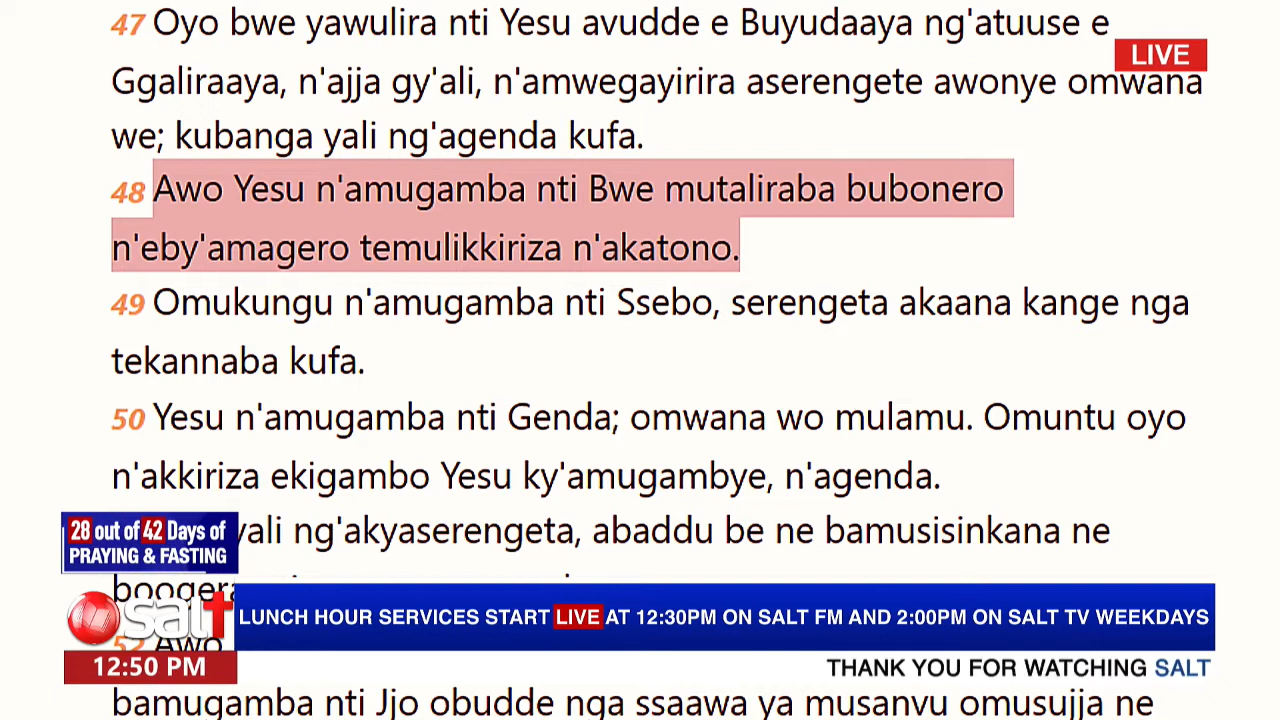 47 Oyo bwe yawulira nti Yesu avudde e Buyudaaya ng'atuuse e
LIVE
Ggaliraaya, n'ajja gy'ali, n'amwegayirira aserengete awonye omwana
we; kubanga yali ng'agenda kufa.
48 Awo Yesu n'amugamba nti Bwe mutaliraba bubonero
n'eby'amagero temulikkiriza n'akatono.
49 Omukungu n'amugamba nti Ssebo, serengeta akaana kange nga
tekannaba kufa.
50 Yesu n'amugamba nti Genda; omwana wo mulamu. Omuntu oyo
n'akkiriza ekigambo Yesu ky'amugambye, n'agenda.
yali ng'akyaserengeta, abaddu be ne bamusisinkana ne
28 out of 42 Days of
PRAYING & FASTING
salt
LUNCH HOUR SERVICES START LIVE AT 12:30PM ON SALT FM AND 2:00PM ON SALT TV WEEKDAYS
52 Awo
12:50 PM
THANK YOU FOR WATCHING SALT
bamugamba nti Jjo obudde nga ssaawa ya musanvu omusujja ne